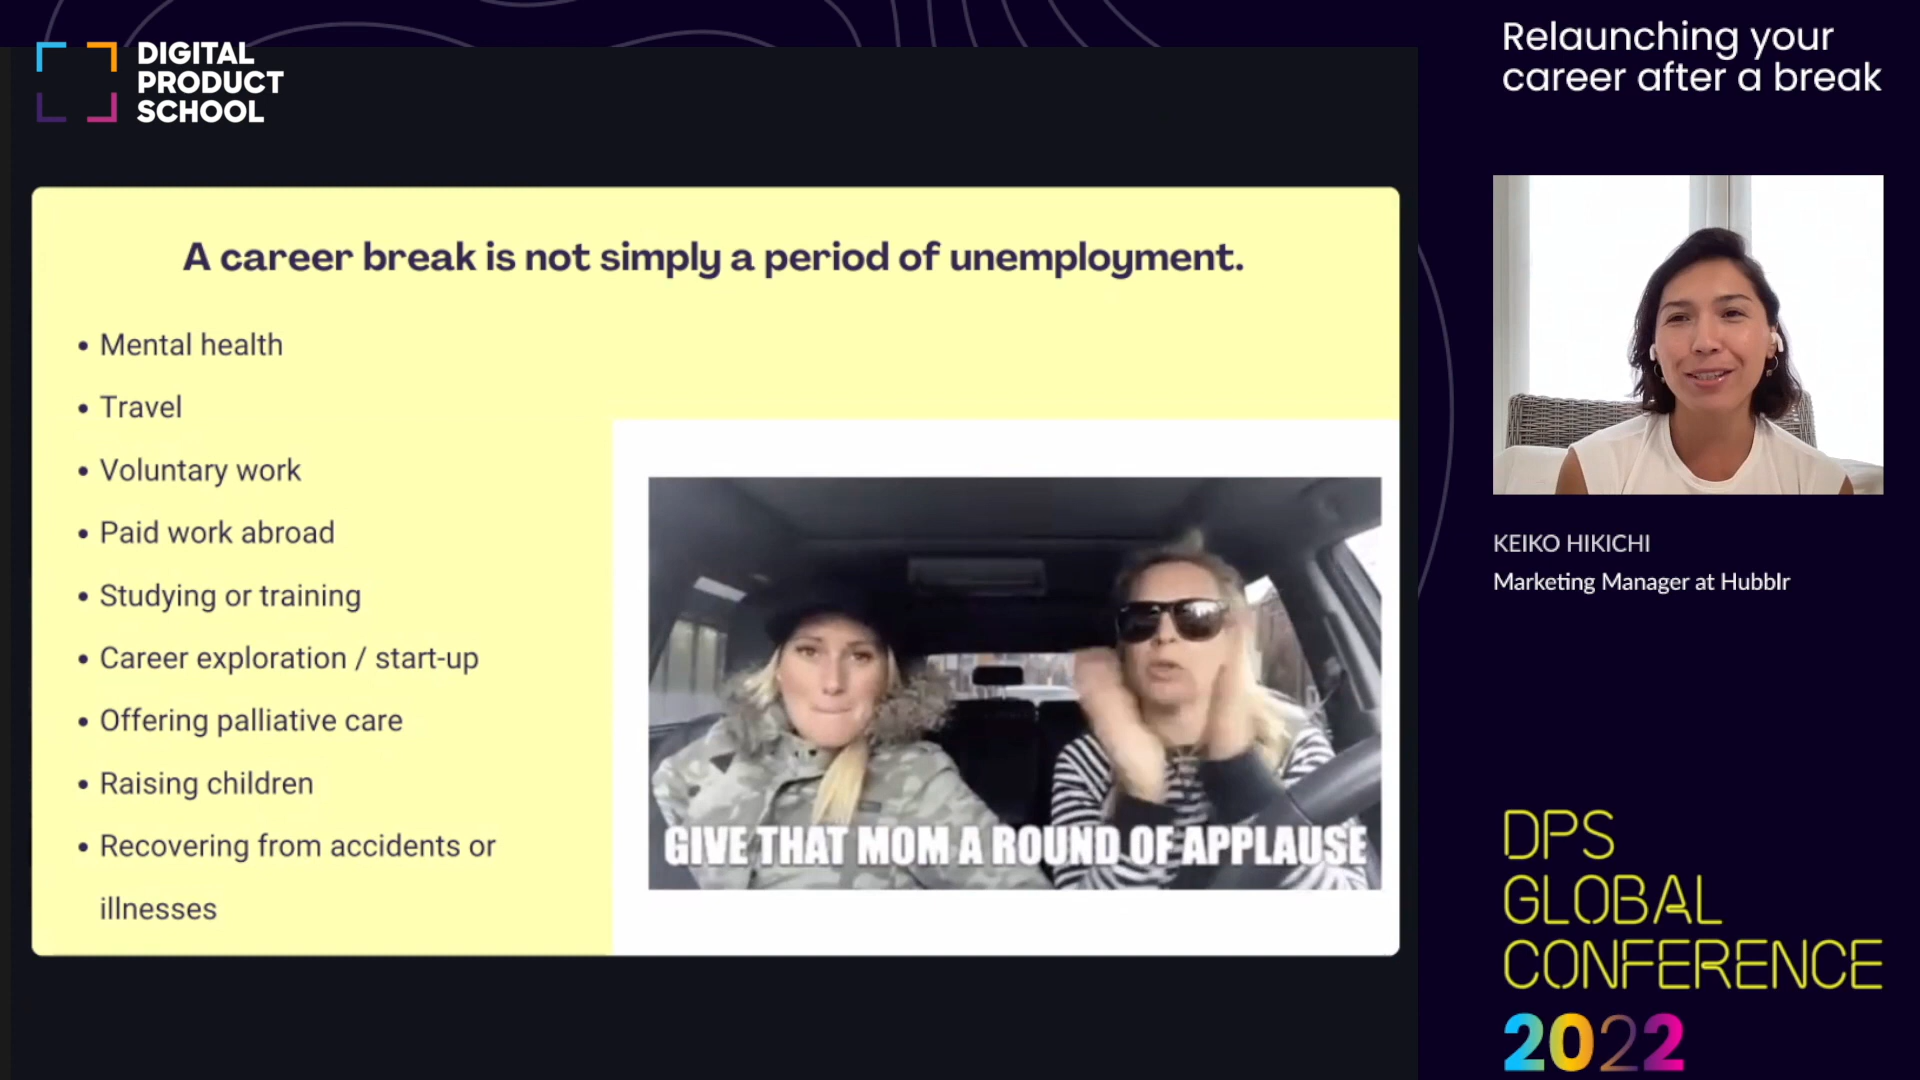 DIGITAL
PRODUCT
SCHOOL
A career break is not simply a period of unemployment.
• Mental health
• Travel
• Voluntary work
• Paid work abroad
• Studying or training
• Career exploration / start-up
• Offering palliative care
• Raising children
• Recovering from accidents or
illnesses
GIVE THAT MOM A ROUND OF APPLAUSE
Relaunching your
career after a break
KEIKO HIKICHI
Marketing Manager at Hubblr
DPS
GLOBAL
CONFERENCE
2022